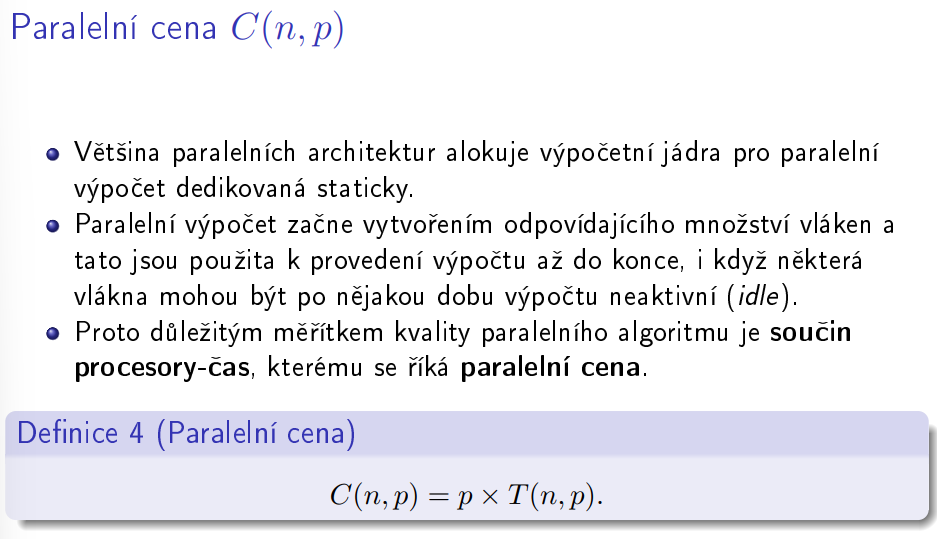 Paralelní cena C(n, p)
Většina paralelních architektur alokuje výpočetní jádra pro paralelní
výpočet dedikovaná staticky.
Paralelní výpočet začne vytvořením odpovídajícího množství vláken a
tato jsou použita k provedení výpočtu až do konce, i když některá
vlákna mohou být po nějakou dobu výpočtu neaktivní (idle).
Proto důležitým měřítkem kvality paralelního algoritmu je součin
procesory-čas, kterému se říká paralelní cena.
Definice 4 (Paralelní cena)
C(n, p) = p × T(n, p).